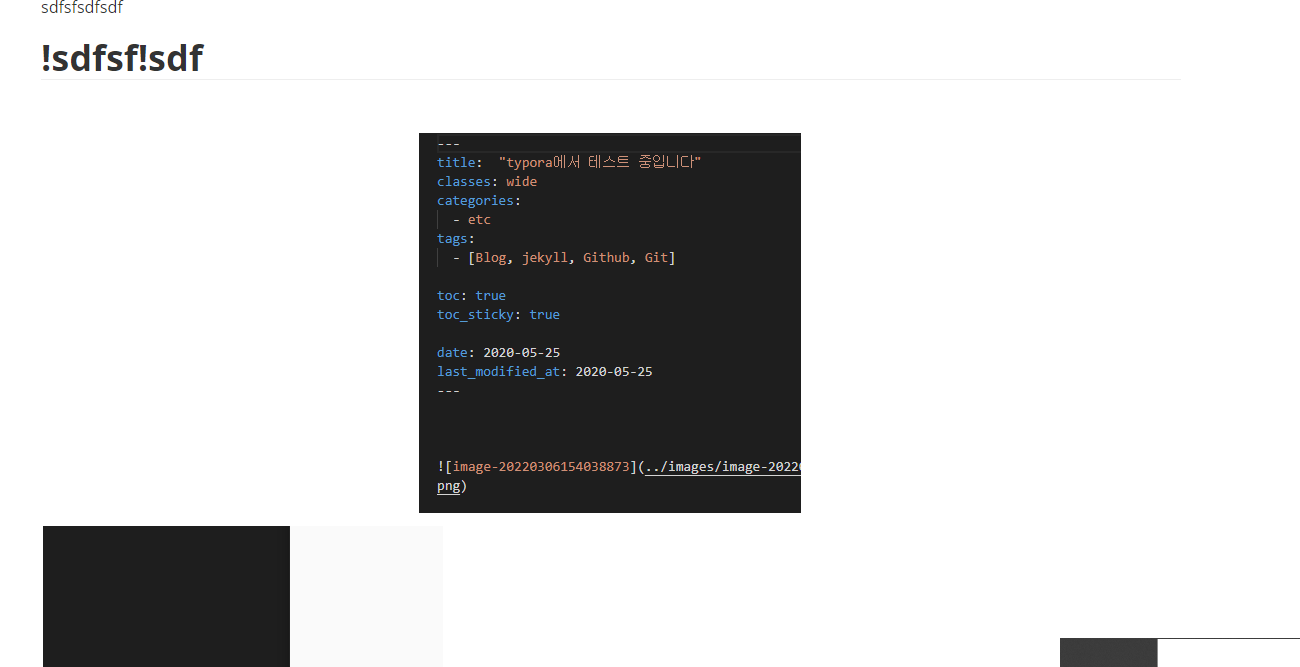 sdfsfsdfsdf
!sdfsf!sdf
---
title:  "typora에서 테스트 중입니다"
classes: wide
categories:
  - etc
tags:
  - [Blog, jekyll, Github, Git]
toc: true
toc_sticky: true
date: 2020-05-25
last_modified_at: 2020-05-25
---
![image-20220306154038873](../images/image-2022
png)